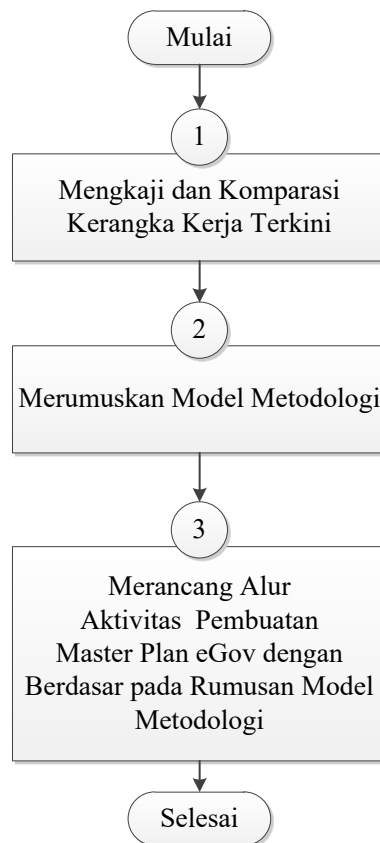 Mulai
1
Mengkaji dan Komparasi
Kerangka Kerja Terkini
2
Merumuskan Model Metodologi
3
Merancang Alur
Aktivitas Pembuatan
Master Plan eGov dengan
Berdasar pada Rumusan Model
Metodologi
Selesai